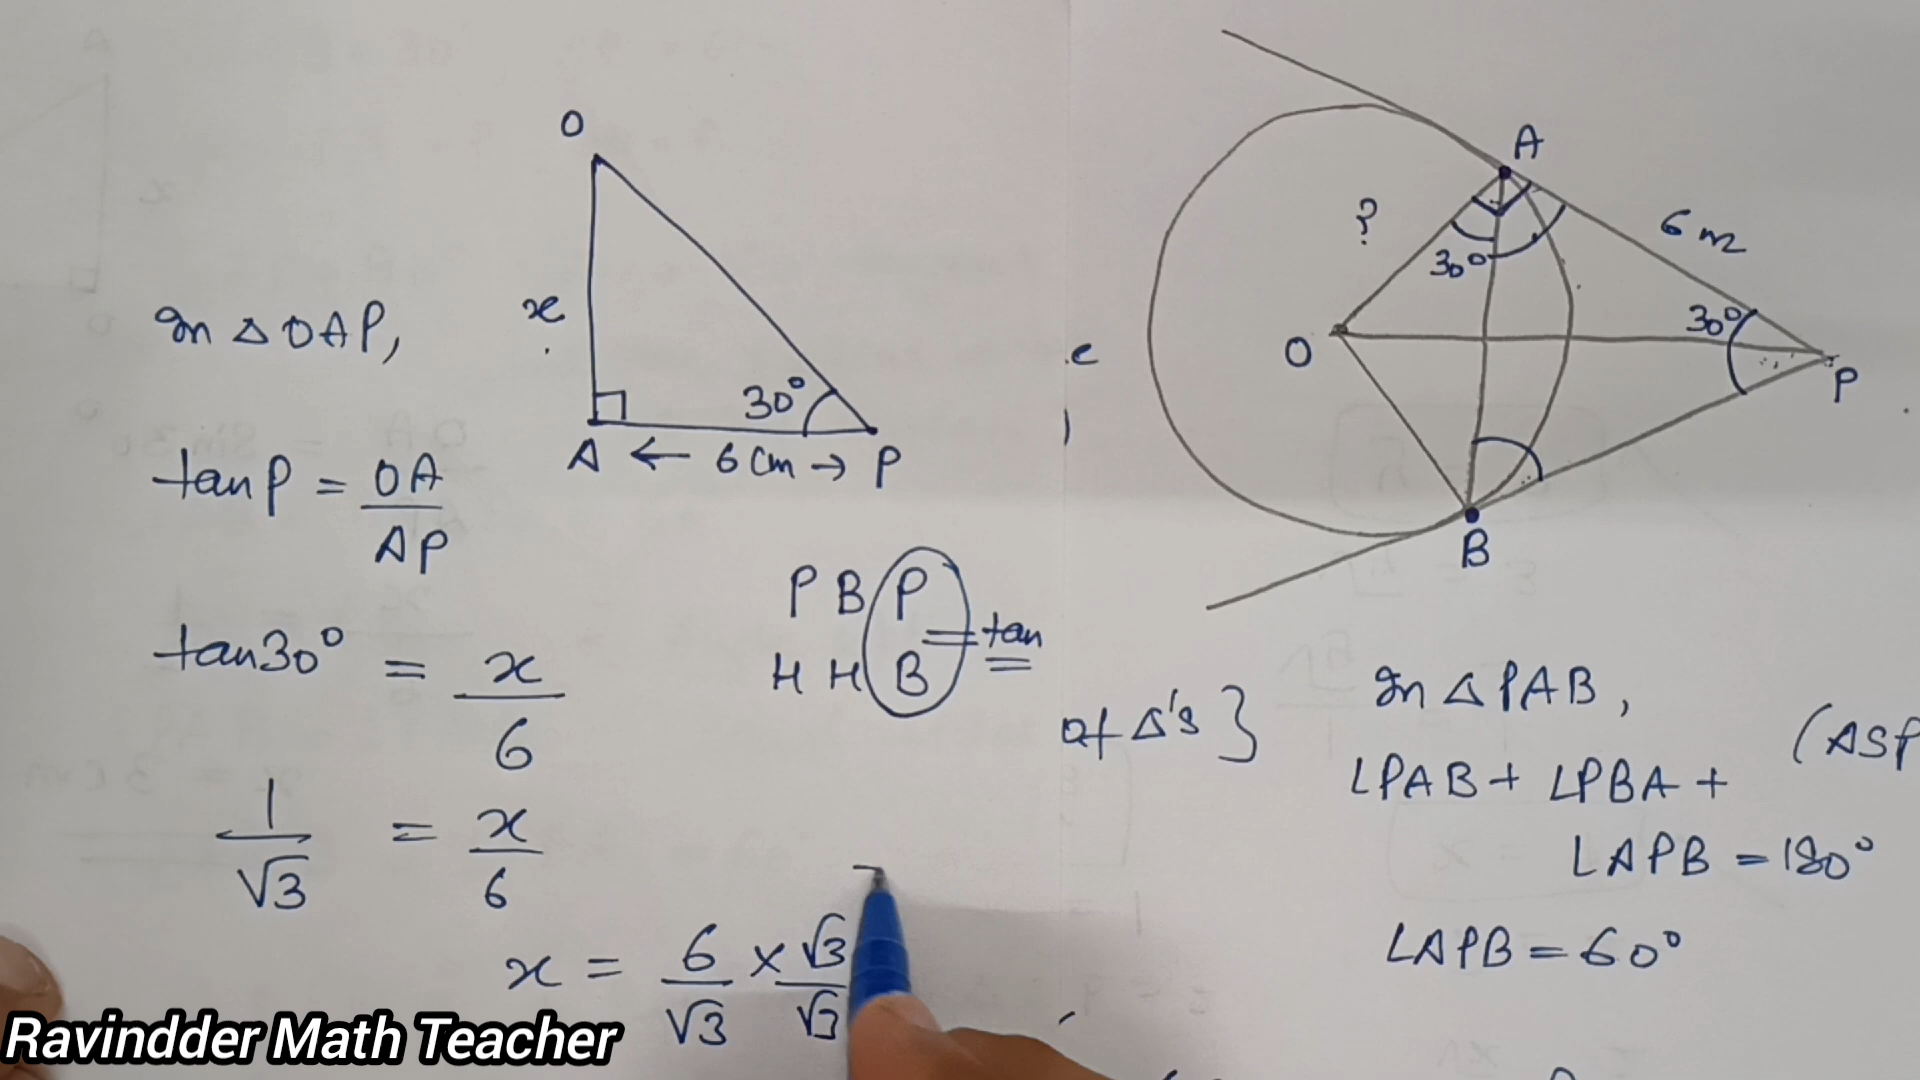 O
x
30°
A ← 6 cm → P
In △OAP,
tan P = OA / AP
tan 30° = x / 6
1 / √3 = x / 6
x = 6 / √3 × √3 / √3
P B P
H H B = tan
A
?
6 cm
30°
30°
O
P
B
of △'s }
In △PAB,
∠PAB + ∠PBA +
∠APB = 180°
∠APB = 60°
(ASP
Ravindder Math Teacher